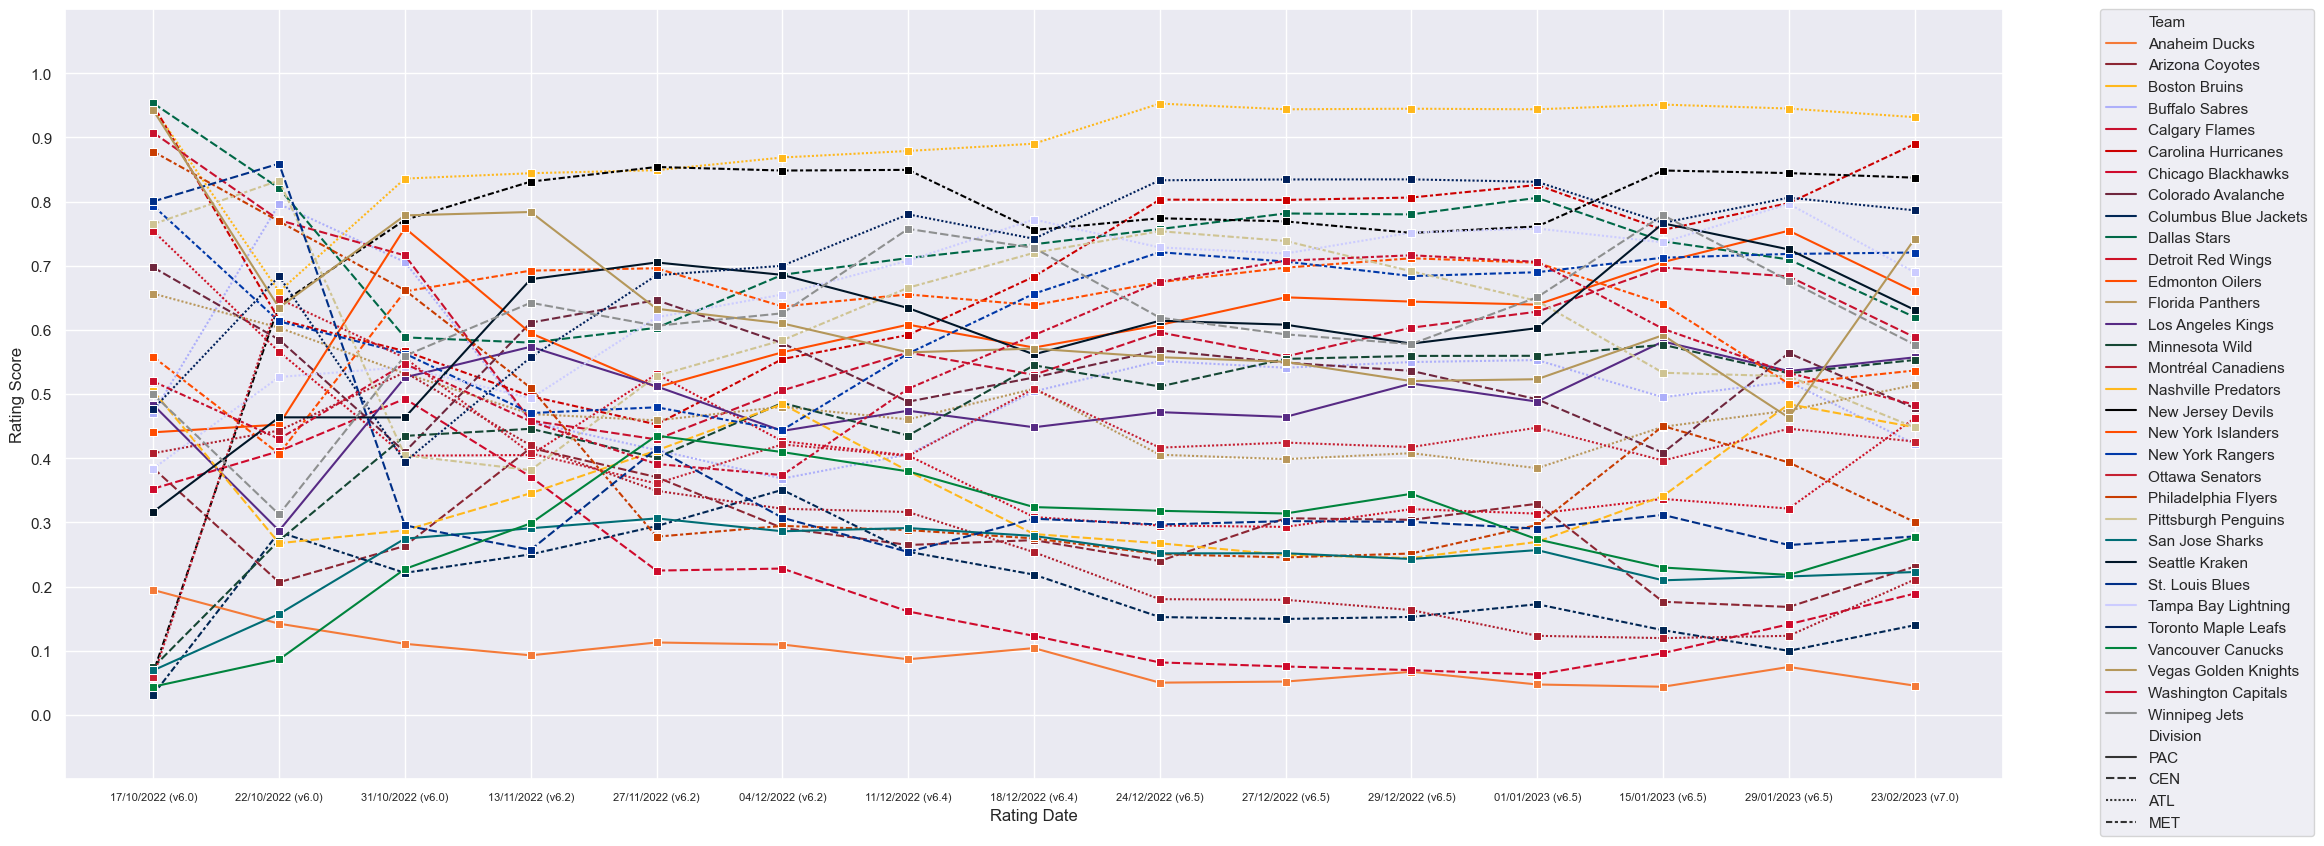 Rating Score
1.0
0.9
0.8
0.7
0.6
0.5
0.4
0.3
0.2
0.1
0.0
17/10/2022 (v6.0) 22/10/2022 (v6.0) 31/10/2022 (v6.0) 13/11/2022 (v6.2) 27/11/2022 (v6.2) 04/12/2022 (v6.2) 11/12/2022 (v6.4) 18/12/2022 (v6.4) 24/12/2022 (v6.5) 27/12/2022 (v6.5) 29/12/2022 (v6.5) 01/01/2023 (v6.5) 15/01/2023 (v6.5) 29/01/2023 (v6.5) 23/02/2023 (v7.0)
Rating Date
Team
Anaheim Ducks
Arizona Coyotes
Boston Bruins
Buffalo Sabres
Calgary Flames
Carolina Hurricanes
Chicago Blackhawks
Colorado Avalanche
Columbus Blue Jackets
Dallas Stars
Detroit Red Wings
Edmonton Oilers
Florida Panthers
Los Angeles Kings
Minnesota Wild
Montréal Canadiens
Nashville Predators
New Jersey Devils
New York Islanders
New York Rangers
Ottawa Senators
Philadelphia Flyers
Pittsburgh Penguins
San Jose Sharks
Seattle Kraken
St. Louis Blues
Tampa Bay Lightning
Toronto Maple Leafs
Vancouver Canucks
Vegas Golden Knights
Washington Capitals
Winnipeg Jets
Division
PAC
CEN
ATL
MET